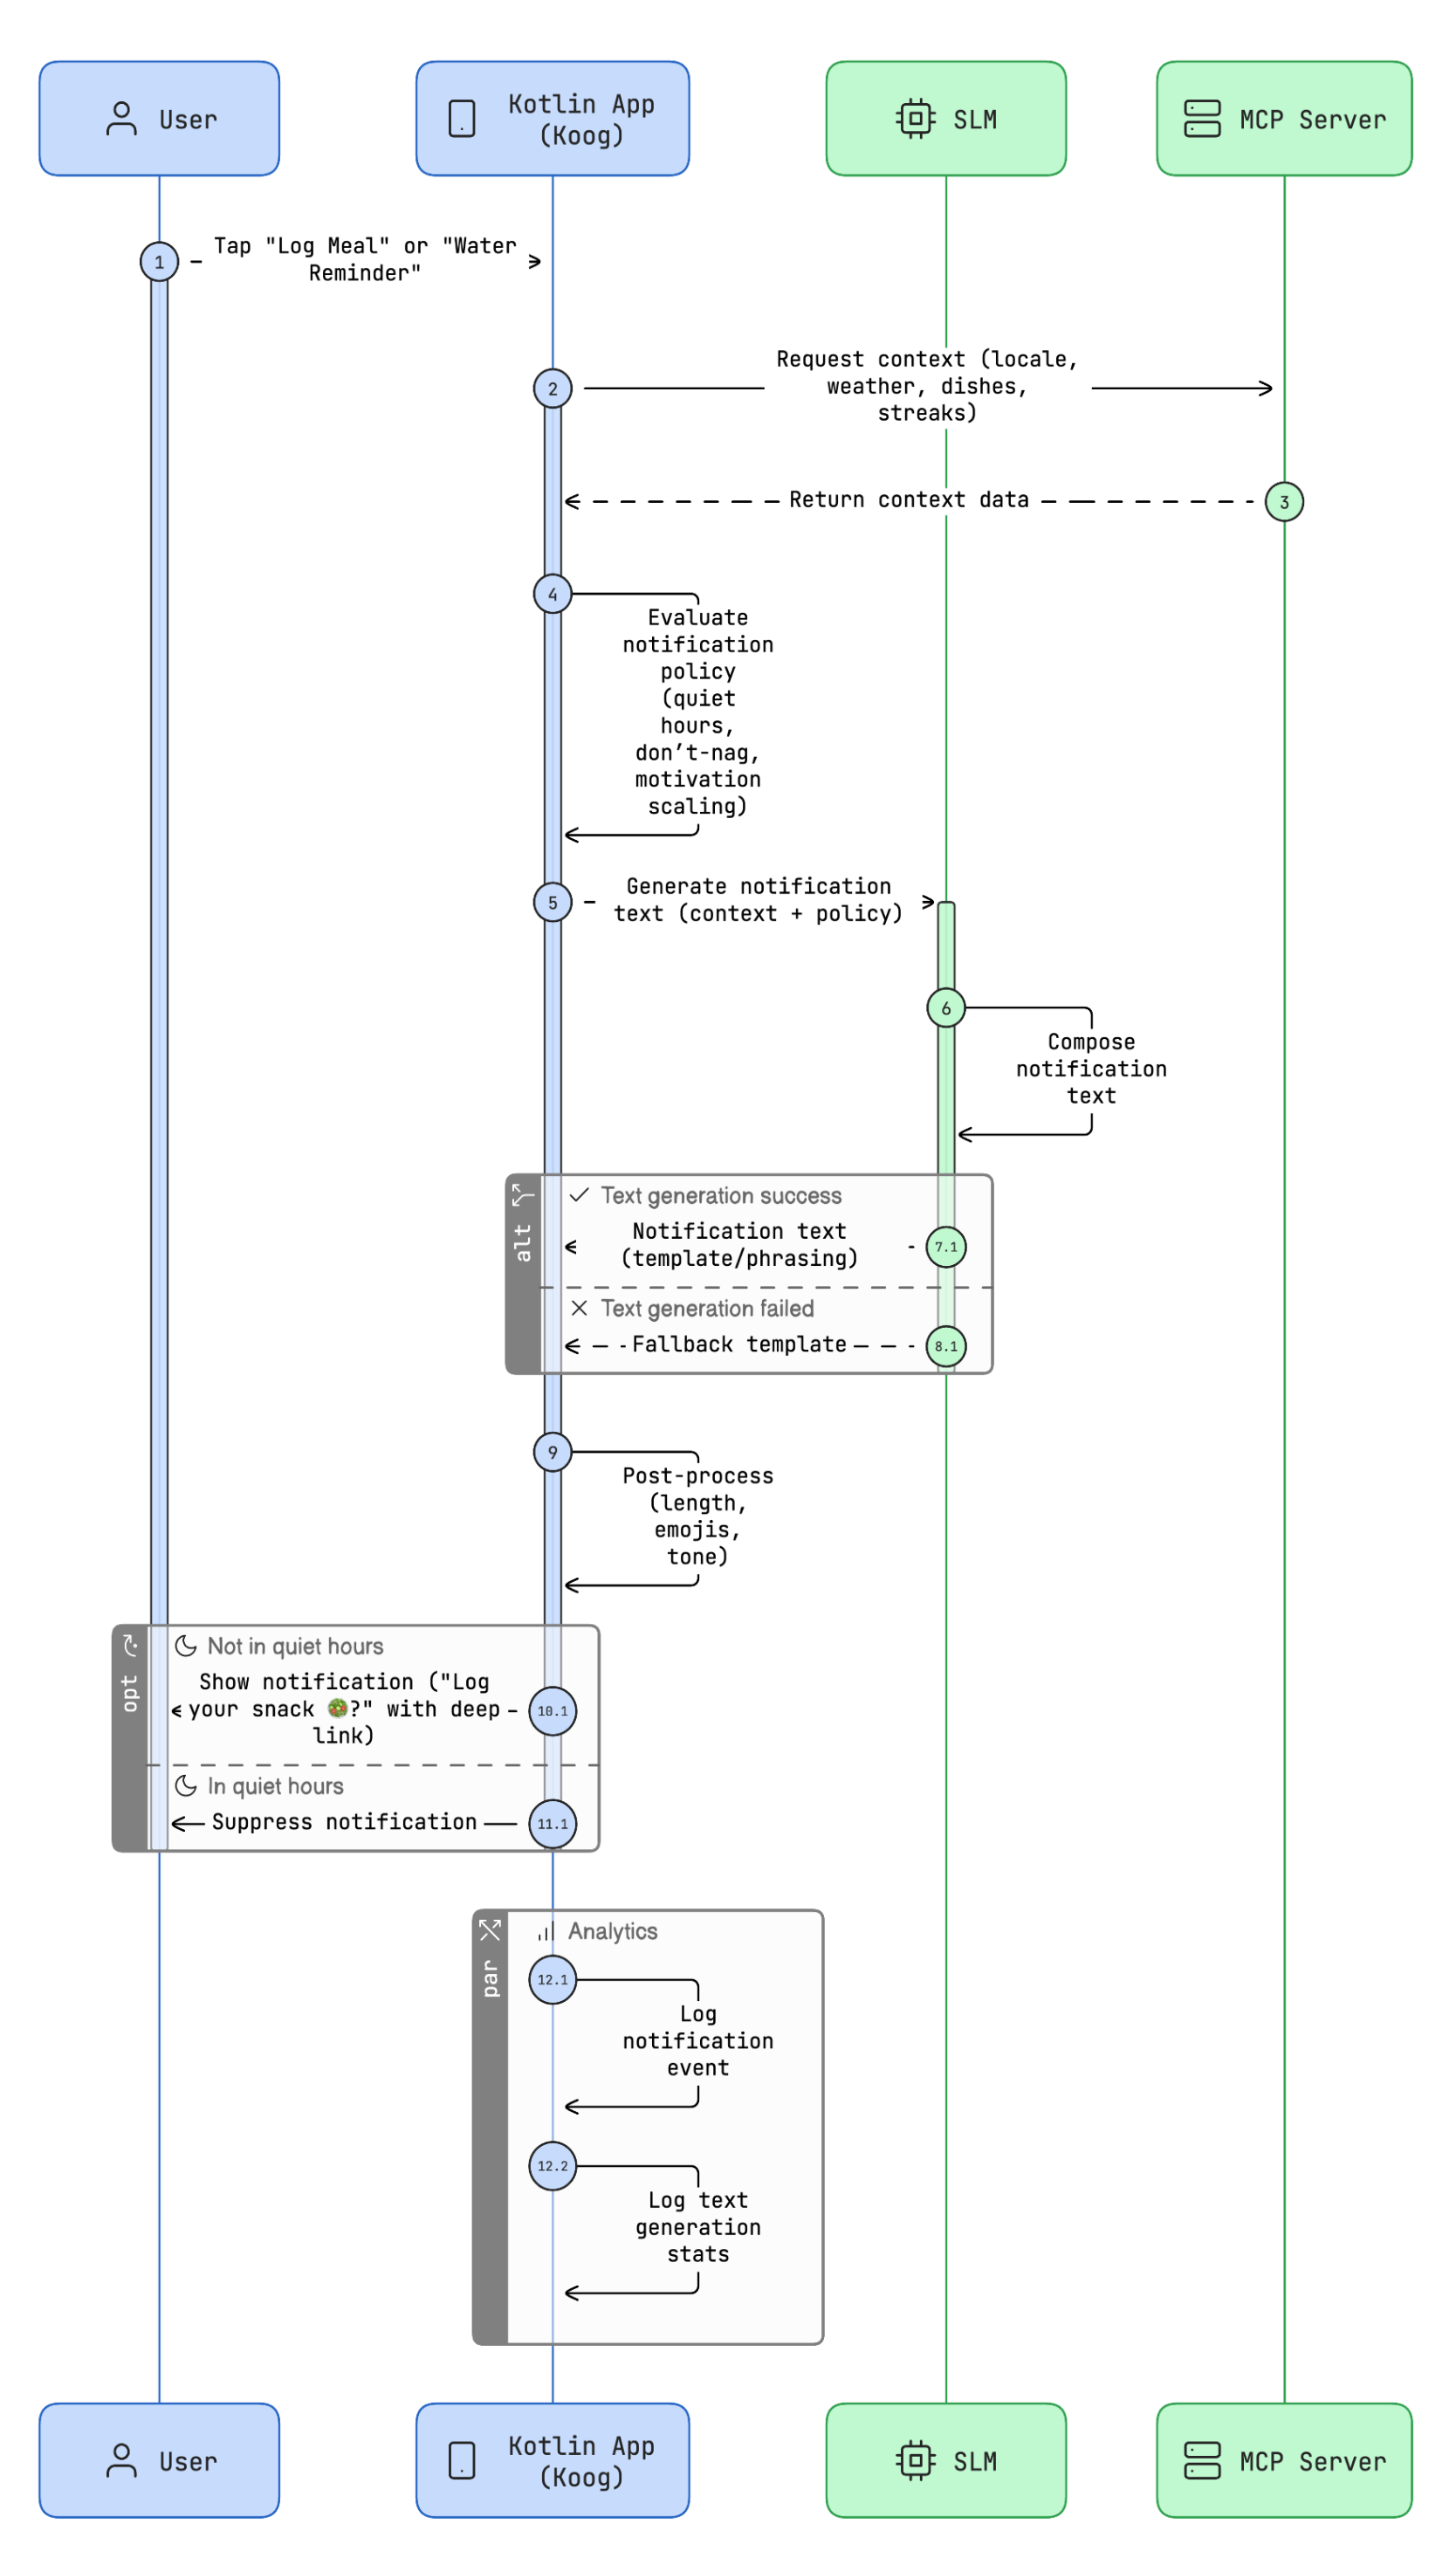 User
Kotlin App
(Koog)
SLM
MCP Server
1
Tap "Log Meal" or "Water
Reminder"
2
Request context (locale,
weather, dishes,
streaks)
Return context data
3
4
Evaluate
notification
policy
(quiet
hours,
don’t-nag,
motivation
scaling)
5
Generate notification
text (context + policy)
6
Compose
notification
text
alt
Text generation success
Notification text
(template/phrasing)
7.1
Text generation failed
Fallback template
8.1
9
Post-process
(length,
emojis,
tone)
opt
Not in quiet hours
Show notification ("Log
your snack 🥗?" with deep
link)
10.1
In quiet hours
Suppress notification
11.1
par
Analytics
12.1
Log
notification
event
12.2
Log text
generation
stats
User
Kotlin App
(Koog)
SLM
MCP Server